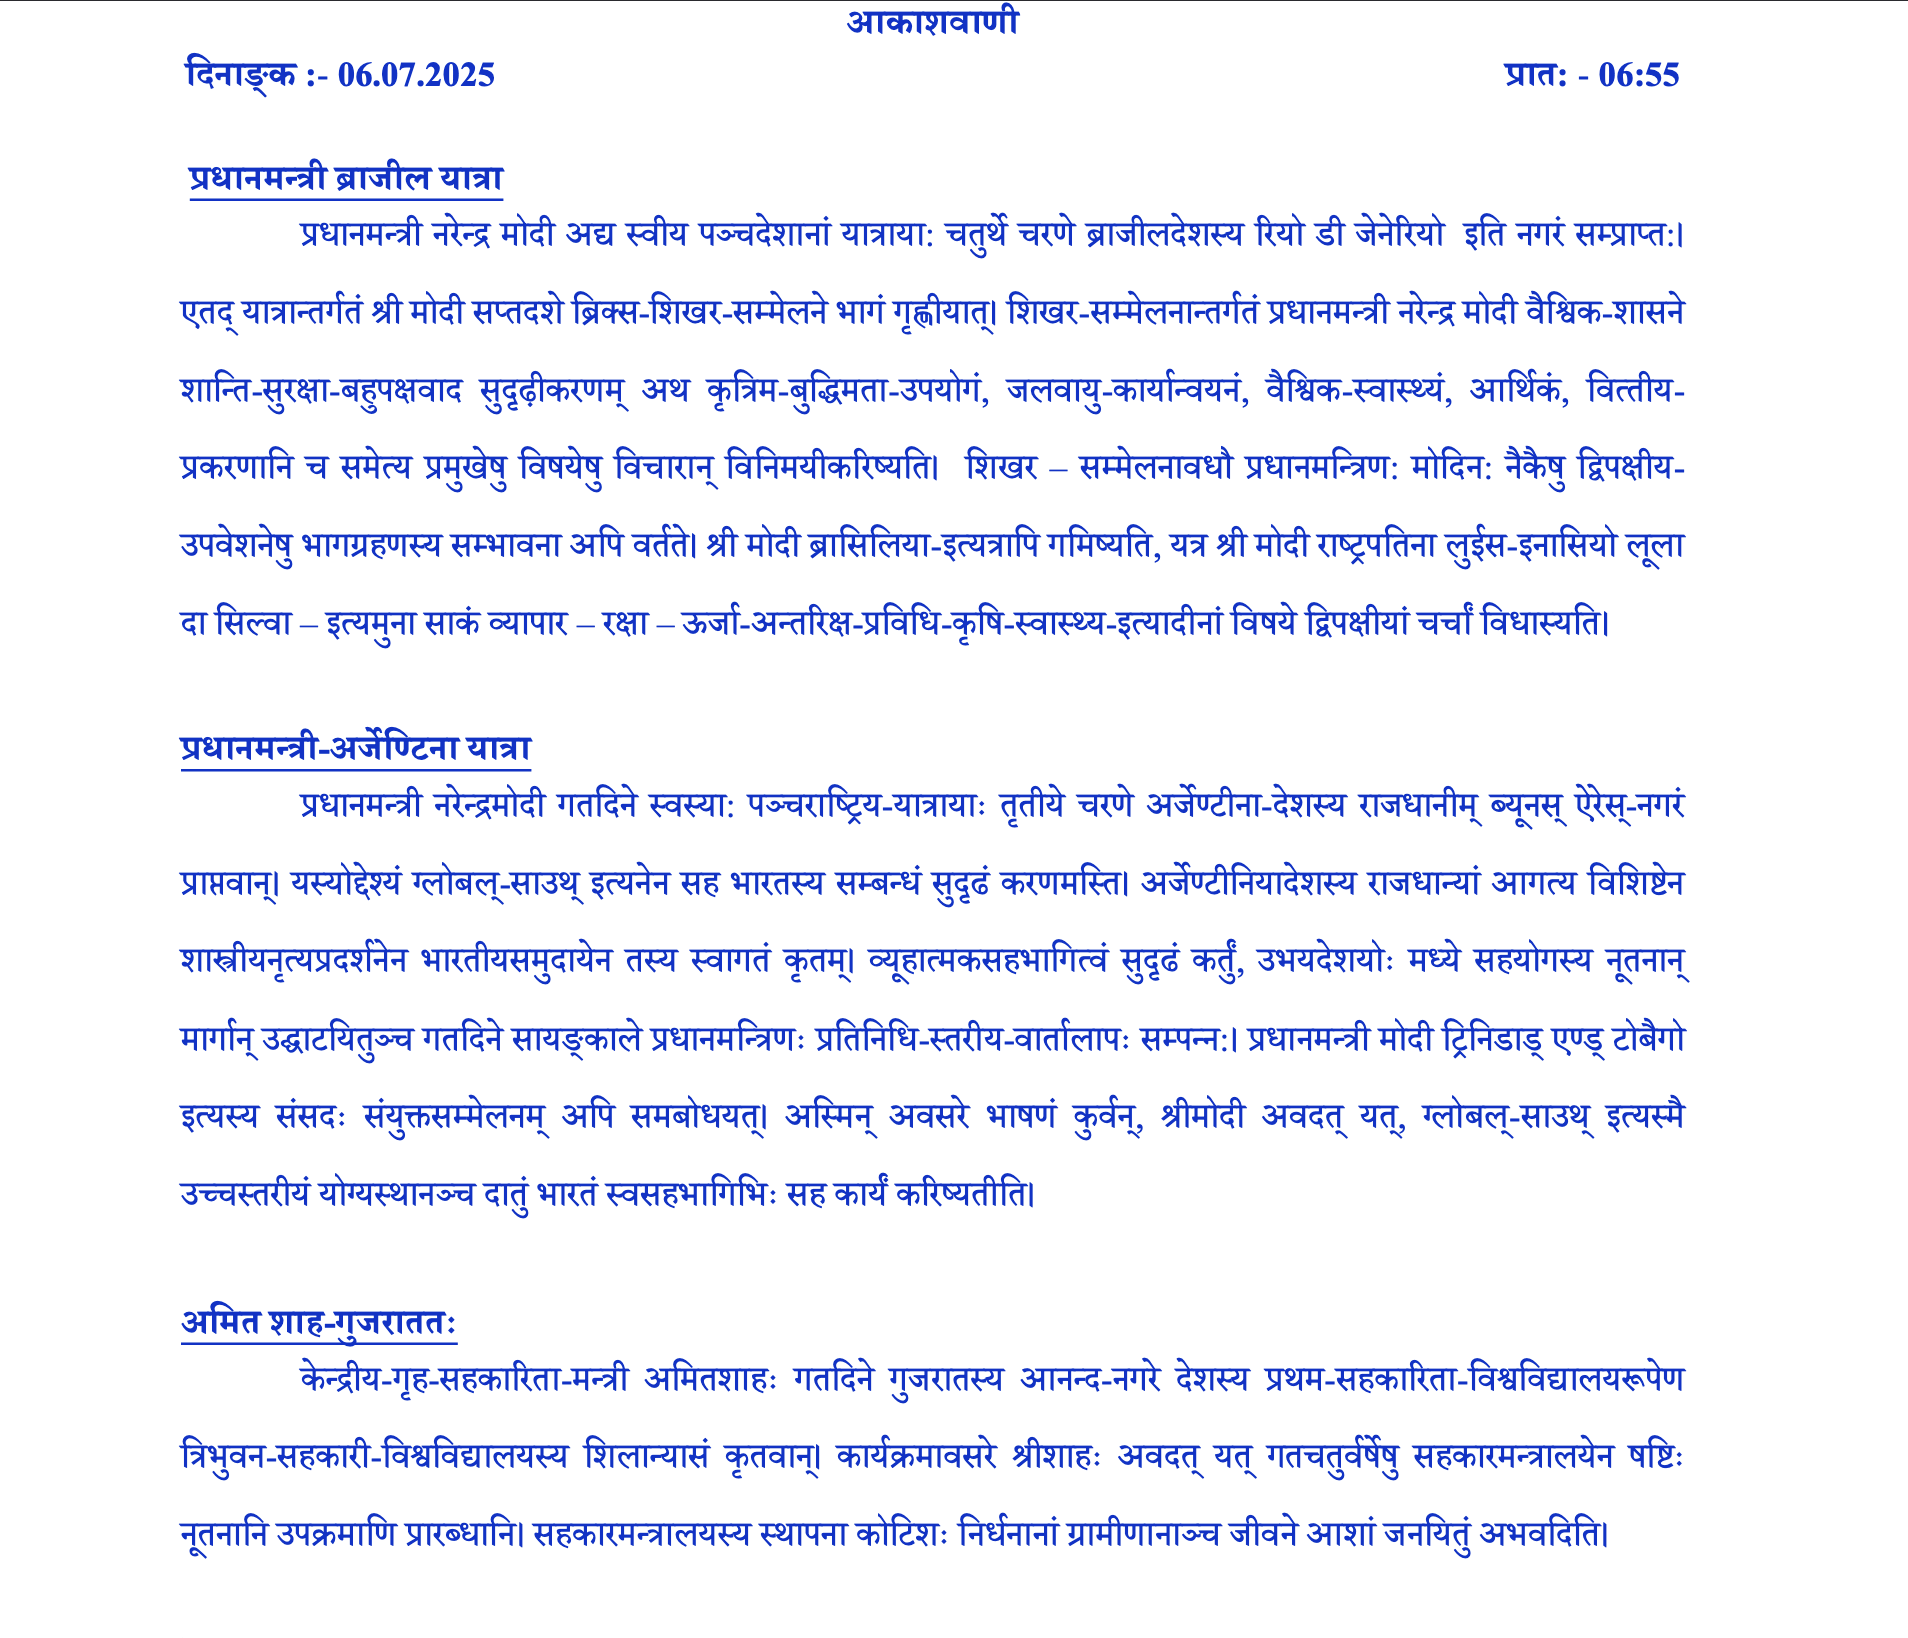 आकाशवाणी
दिनाङ्क :- 06.07.2025 प्रात: - 06:55
प्रधानमन्त्री ब्राजील यात्रा
प्रधानमन्त्री नरेन्द्र मोदी अद्य स्वीय पञ्चदेशानां यात्राया: चतुर्थे चरणे ब्राजीलदेशस्य रियो डी जेनेरियो इति नगरं सम्प्राप्त:।
एतद् यात्रान्तर्गतं श्री मोदी सप्तदशे ब्रिक्स-शिखर-सम्मेलने भागं गृह्णीयात्। शिखर-सम्मेलनान्तर्गतं प्रधानमन्त्री नरेन्द्र मोदी वैश्विक-शासने
शान्ति-सुरक्षा-बहुपक्षवाद सुदृढ़ीकरणम् अथ कृत्रिम-बुद्धिमता-उपयोगं, जलवायु-कार्यान्वयनं, वैश्विक-स्वास्थ्यं, आर्थिकं, वित्तीय-
प्रकरणानि च समेत्य प्रमुखेषु विषयेषु विचारान् विनिमयीकरिष्यति। शिखर – सम्मेलनावधौ प्रधानमन्त्रिण: मोदिन: नैकैषु द्विपक्षीय-
उपवेशनेषु भागग्रहणस्य सम्भावना अपि वर्तते। श्री मोदी ब्रासिलिया-इत्यत्रापि गमिष्यति, यत्र श्री मोदी राष्ट्रपतिना लुईस-इनासियो लूला
दा सिल्वा – इत्यमुना साकं व्यापार – रक्षा – ऊर्जा-अन्तरिक्ष-प्रविधि-कृषि-स्वास्थ्य-इत्यादीनां विषये द्विपक्षीयां चर्चां विधास्यति।
प्रधानमन्त्री-अर्जेण्टिना यात्रा
प्रधानमन्त्री नरेन्द्रमोदी गतदिने स्वस्या: पञ्चराष्ट्रिय-यात्रायाः तृतीये चरणे अर्जेण्टीना-देशस्य राजधानीम् ब्यूनस् ऐरेस्-नगरं
प्राप्तवान्। यस्योद्देश्यं ग्लोबल्-साउथ् इत्यनेन सह भारतस्य सम्बन्धं सुदृढं करणमस्ति। अर्जेण्टीनियादेशस्य राजधान्यां आगत्य विशिष्टेन
शास्त्रीयनृत्यप्रदर्शनेन भारतीयसमुदायेन तस्य स्वागतं कृतम्। व्यूहात्मकसहभागित्वं सुदृढं कर्तुं, उभयदेशयोः मध्ये सहयोगस्य नूतनान्
मार्गान् उद्घाटयितुञ्च गतदिने सायङ्काले प्रधानमन्त्रिणः प्रतिनिधि-स्तरीय-वार्तालापः सम्पन्न:। प्रधानमन्त्री मोदी ट्रिनिडाड् एण्ड् टोबैगो
इत्यस्य संसदः संयुक्तसम्मेलनम् अपि समबोधयत्। अस्मिन् अवसरे भाषणं कुर्वन्, श्रीमोदी अवदत् यत्, ग्लोबल्-साउथ् इत्यस्मै
उच्चस्तरीयं योग्यस्थानञ्च दातुं भारतं स्वसहभागिभिः सह कार्यं करिष्यतीति।
अमित शाह-गुजराततः
केन्द्रीय-गृह-सहकारिता-मन्त्री अमितशाहः गतदिने गुजरातस्य आनन्द-नगरे देशस्य प्रथम-सहकारिता-विश्वविद्यालयरूपेण
त्रिभुवन-सहकारी-विश्वविद्यालयस्य शिलान्यासं कृतवान्। कार्यक्रमावसरे श्रीशाहः अवदत् यत् गतचतुर्वर्षेषु सहकारमन्त्रालयेन षष्टिः
नूतनानि उपक्रमाणि प्रारब्धानि। सहकारमन्त्रालयस्य स्थापना कोटिशः निर्धनानां ग्रामीणानाञ्च जीवने आशां जनयितुं अभवदिति।